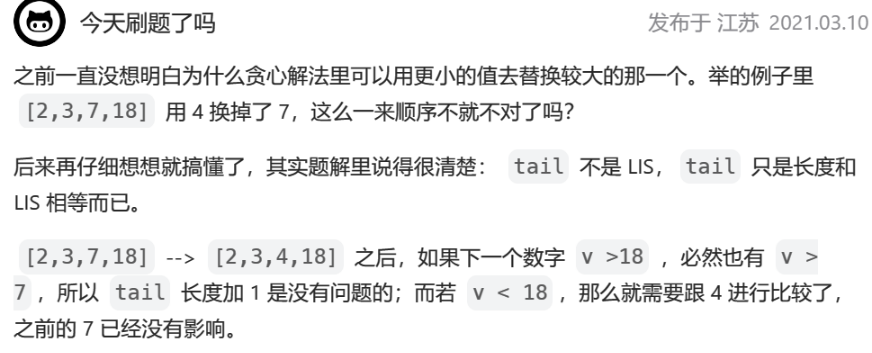 今天刷题了吗 发布于 江苏 2021.03.10
之前一直没想明白为什么贪心解法里可以用更小的值去替换较大的那一个。举的例子里
[2,3,7,18] 用 4 换掉了 7，这么一来顺序不就不对了吗？
后来再仔细想想就搞懂了，其实题解里说得很清楚： tail 不是 LIS， tail 只是长度和
LIS 相等而已。
[2,3,7,18] --> [2,3,4,18] 之后，如果下一个数字 v >18 ，必然也有 v >
7 ，所以 tail 长度加 1 是没有问题的；而若 v < 18 ，那么就需要跟 4 进行比较了，
之前的 7 已经没有影响。